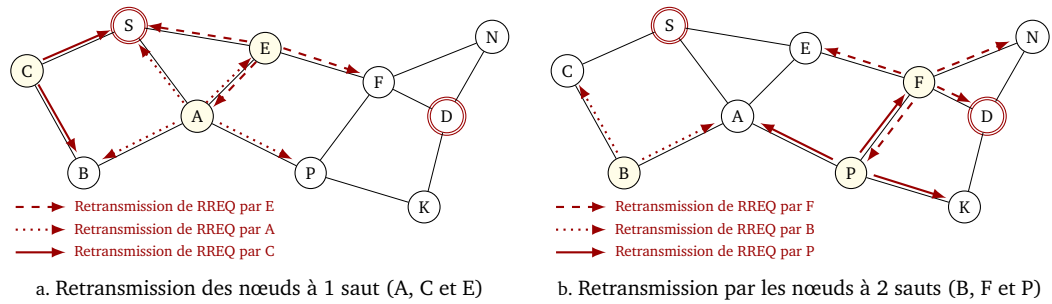 S
E
C
A
B
F
N
D
P
K
Retransmission de RREQ par E
Retransmission de RREQ par A
Retransmission de RREQ par C
a. Retransmission des nœuds à 1 saut (A, C et E)
S
E
C
A
B
F
N
D
P
K
Retransmission de RREQ par F
Retransmission de RREQ par B
Retransmission de RREQ par P
b. Retransmission par les nœuds à 2 sauts (B, F et P)